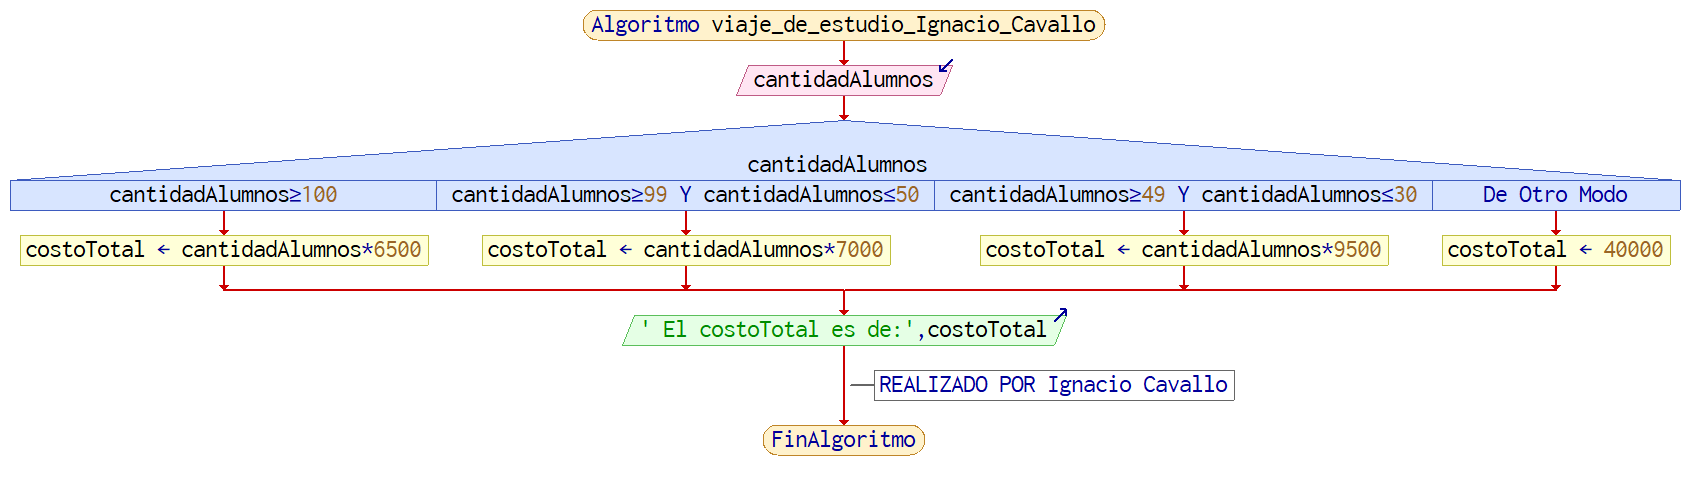 Algoritmo viaje_de_estudio_Ignacio_Cavallo
cantidadAlumnos
cantidadAlumnos
cantidadAlumnos≥100
cantidadAlumnos≥99 Y cantidadAlumnos≤50
cantidadAlumnos≥49 Y cantidadAlumnos≤30
De Otro Modo
costoTotal ← cantidadAlumnos*6500
costoTotal ← cantidadAlumnos*7000
costoTotal ← cantidadAlumnos*9500
costoTotal ← 40000
' El costoTotal es de:',costoTotal
REALIZADO POR Ignacio Cavallo
FinAlgoritmo